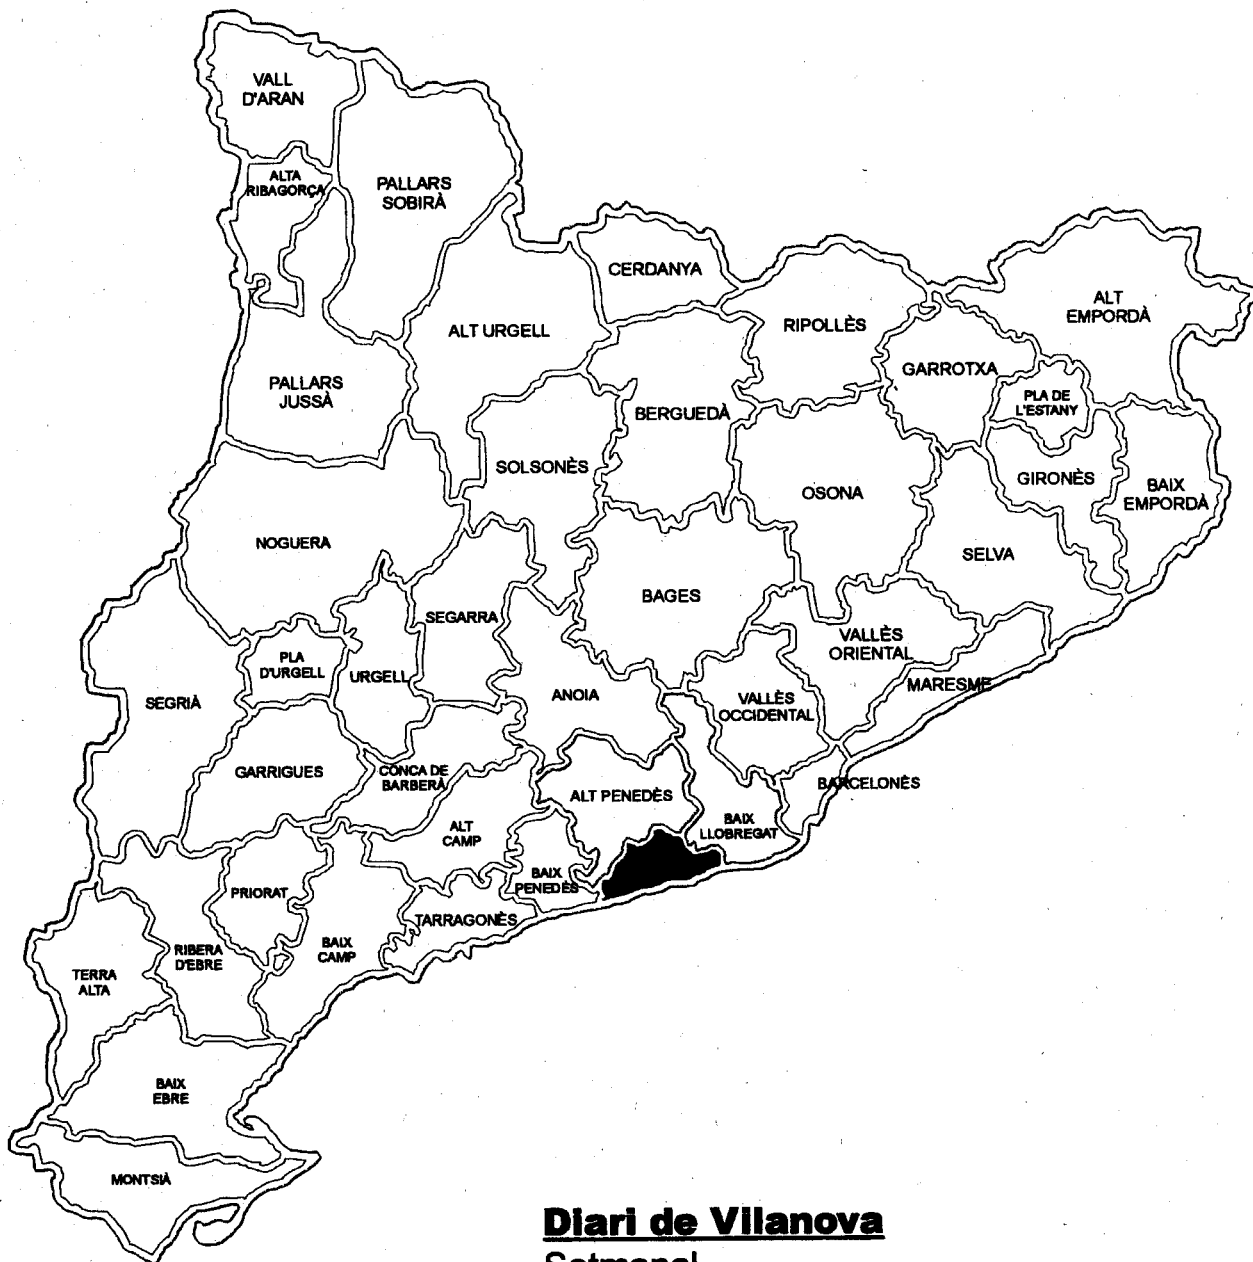 VALL
D'ARAN
ALTA
RIBAGORÇA
PALLARS
SOBIRÀ
CERDANYA
ALT
EMPORDÀ
RIPOLLÈS
ALT URGELL
GARROTXA
PALLARS
JUSSÀ
PLA DE
L'ESTANY
BERGUEDÀ
SOLSONÈS
GIRONÈS
BAIX
EMPORDÀ
OSONA
NOGUERA
SELVA
BAGES
SEGARRA
VALLÈS
ORIENTAL
PLA
D'URGELL
URGELL
MARESME
ANOIA
VALLÈS
OCCIDENTAL
SEGRIÀ
GARRIGUES
CONCA DE
BARBERÀ
BARCELONÈS
ALT PENEDÈS
BAIX
LLOBREGAT
ALT
CAMP
BAIX
PENEDÈS
PRIORAT
TARRAGONÈS
BAIX
CAMP
RIBERA
D'EBRE
TERRA
ALTA
BAIX
EBRE
MONTSIÀ
Diari de Vilanova
Setmanal